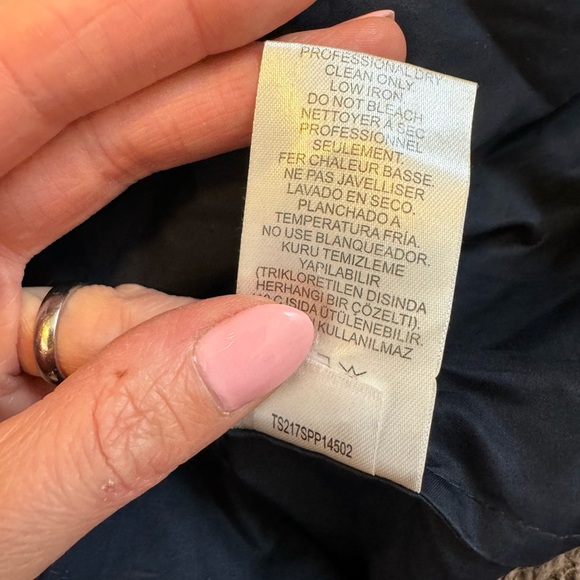 PROFESSIONAL DRY
CLEAN ONLY
LOW IRON
DO NOT BLEACH
NETTOYER A SEC
PROFESSIONNEL
SEULEMENT.
FER CHALEUR BASSE.
NE PAS JAVELLISER
LAVADO EN SECO.
PLANCHADO A
TEMPERATURA FRÍA.
NO USE BLANQUEADOR.
KURU TEMIZLEME
YAPILABILIR
(TRIKLORETILEN DISINDA
HERHANGI BIR ÇÖZELTI).
ISIDA ÜTÜLENEBILIR.
KULLANILMAZ
TS217SPP14502